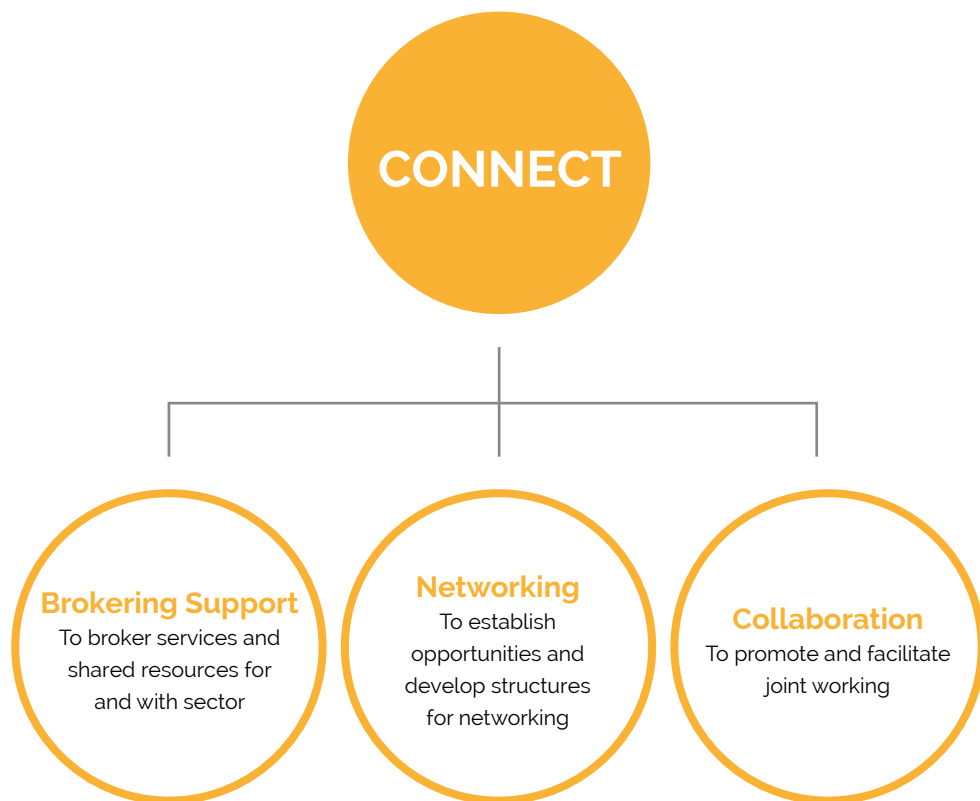 CONNECT
Brokering Support
To broker services and
shared resources for
and with sector
Networking
To establish
opportunities and
develop structures
for networking
Collaboration
To promote and facilitate
joint working